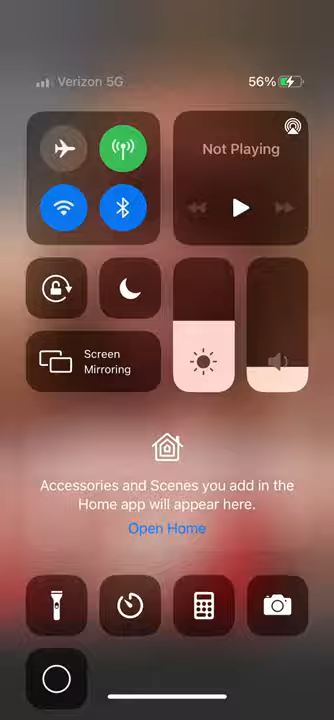 Verizon 5G
56%
Not Playing
Screen
Mirroring
Accessories and Scenes you add in the
Home app will appear here.
Open Home